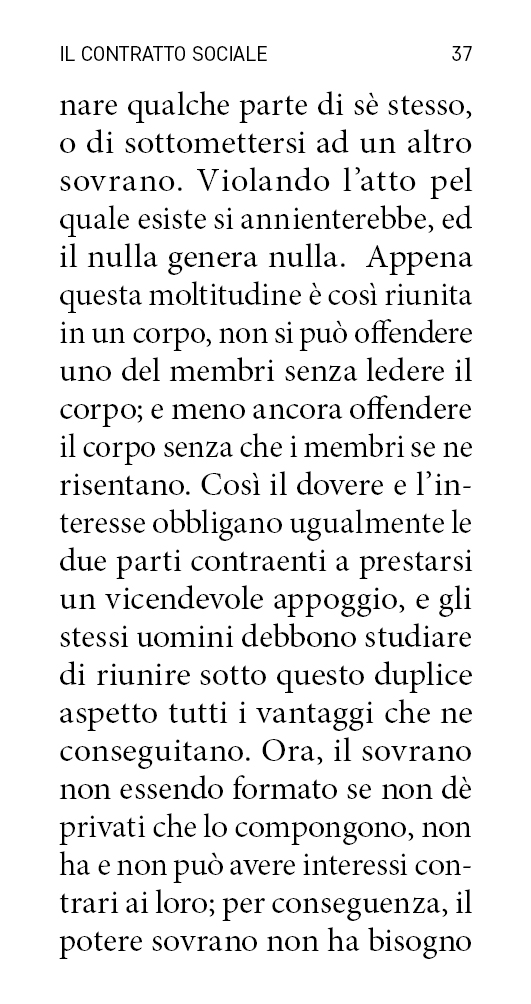 IL CONTRATTO SOCIALE 37
nare qualche parte di sè stesso,
o di sottomettersi ad un altro
sovrano. Violando l’atto pel
quale esiste si annienterebbe, ed
il nulla genera nulla. Appena
questa moltitudine è così riunita
in un corpo, non si può offendere
uno del membri senza ledere il
corpo; e meno ancora offendere
il corpo senza che i membri se ne
risentano. Così il dovere e l’in-
teresse obbligano ugualmente le
due parti contraenti a prestarsi
un vicendevole appoggio, e gli
stessi uomini debbono studiare
di riunire sotto questo duplice
aspetto tutti i vantaggi che ne
conseguitano. Ora, il sovrano
non essendo formato se non dè
privati che lo compongono, non
ha e non può avere interessi con-
trari ai loro; per conseguenza, il
potere sovrano non ha bisogno